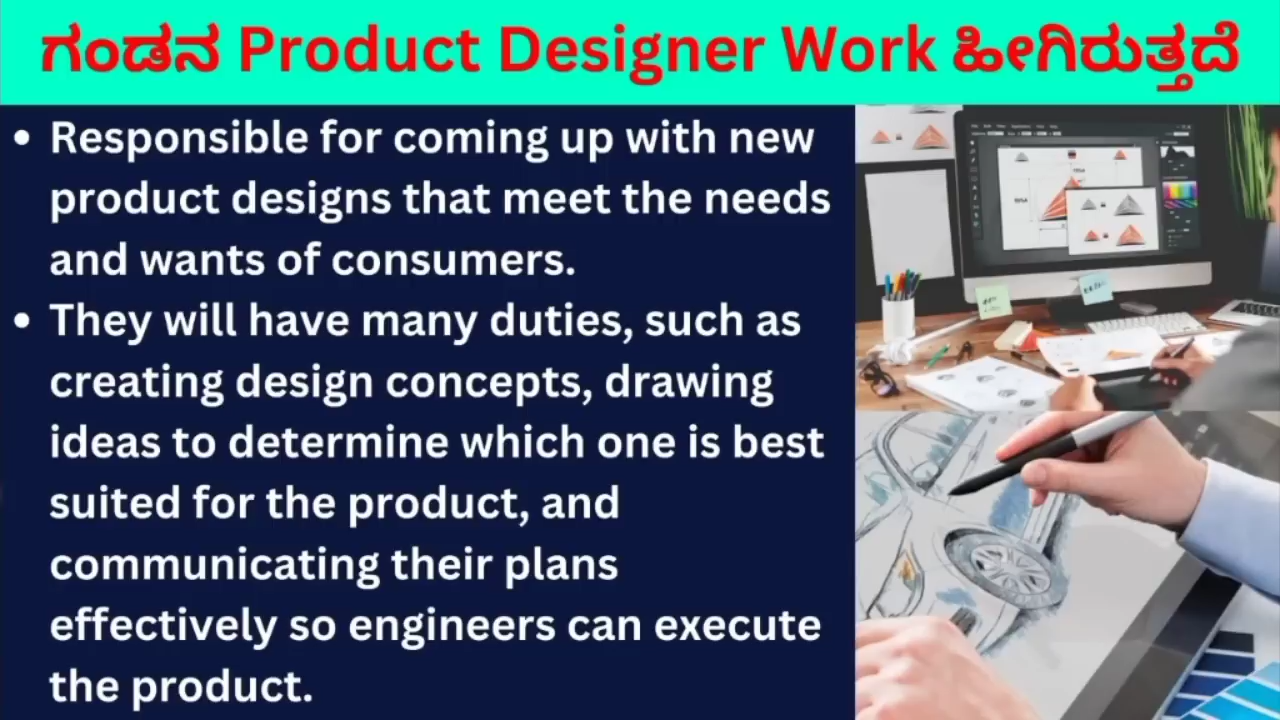 ಗಂಡನ Product Designer Work ಹೀಗಿರುತ್ತದೆ
• Responsible for coming up with new
product designs that meet the needs
and wants of consumers.
• They will have many duties, such as
creating design concepts, drawing
ideas to determine which one is best
suited for the product, and
communicating their plans
effectively so engineers can execute
the product.